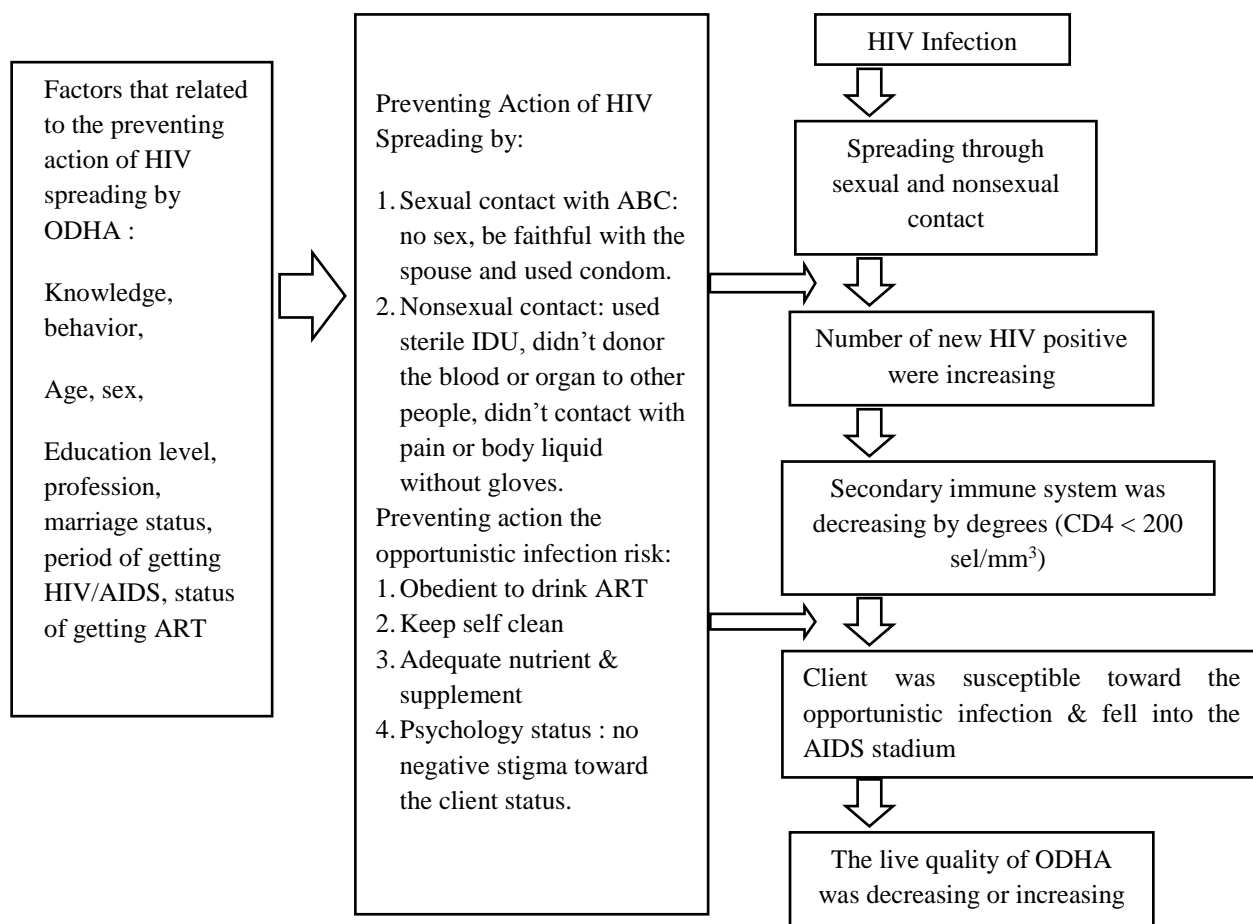 Factors that related
to the preventing
action of HIV
spreading by
ODHA :
Knowledge,
behavior,
Age, sex,
Education level,
profession,
marriage status,
period of getting
HIV/AIDS, status
of getting ART
Preventing Action of HIV
Spreading by:
1. Sexual contact with ABC:
no sex, be faithful with the
spouse and used condom.
2. Nonsexual contact: used
sterile IDU, didn’t donor
the blood or organ to other
people, didn’t contact with
pain or body liquid
without gloves.
Preventing action the
opportunistic infection risk:
1. Obedient to drink ART
2. Keep self clean
3. Adequate nutrient &
supplement
4. Psychology status : no
negative stigma toward
the client status.
HIV Infection
Spreading through
sexual and nonsexual
contact
Number of new HIV positive
were increasing
Secondary immune system was
decreasing by degrees (CD4 < 200
sel/mm³)
Client was susceptible toward the
opportunistic infection & fell into the
AIDS stadium
The live quality of ODHA
was decreasing or increasing